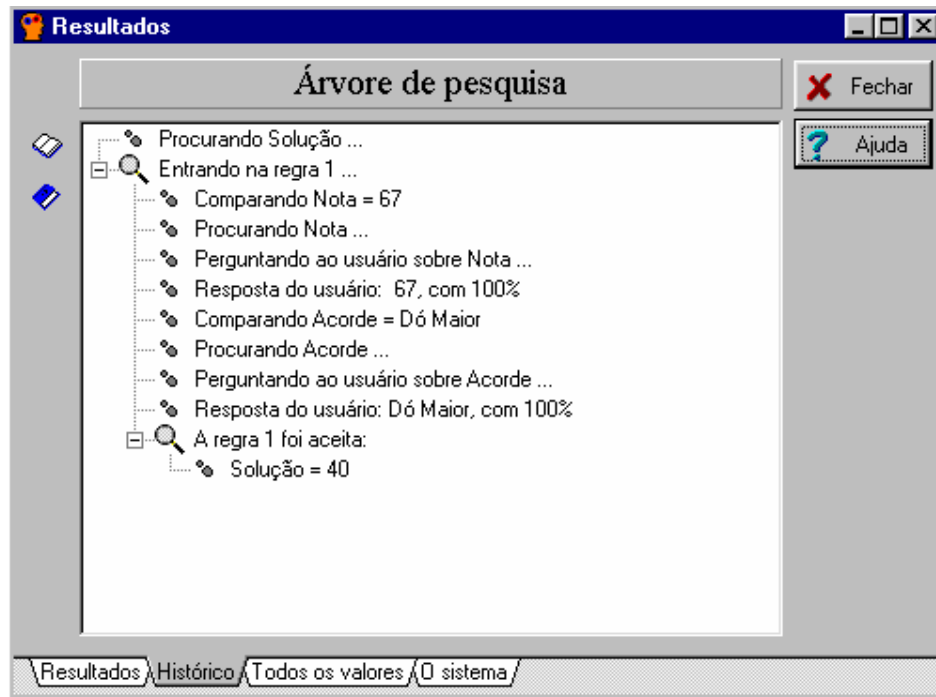 Resultados
Árvore de pesquisa
Fechar
Ajuda
Procurando Solução ...
Entrando na regra 1 ...
Comparando Nota = 67
Procurando Nota ...
Perguntando ao usuário sobre Nota ...
Resposta do usuário: 67, com 100%
Comparando Acorde = Dó Maior
Procurando Acorde ...
Perguntando ao usuário sobre Acorde ...
Resposta do usuário: Dó Maior, com 100%
A regra 1 foi aceita:
Solução = 40
Resultados Histórico Todos os valores O sistema